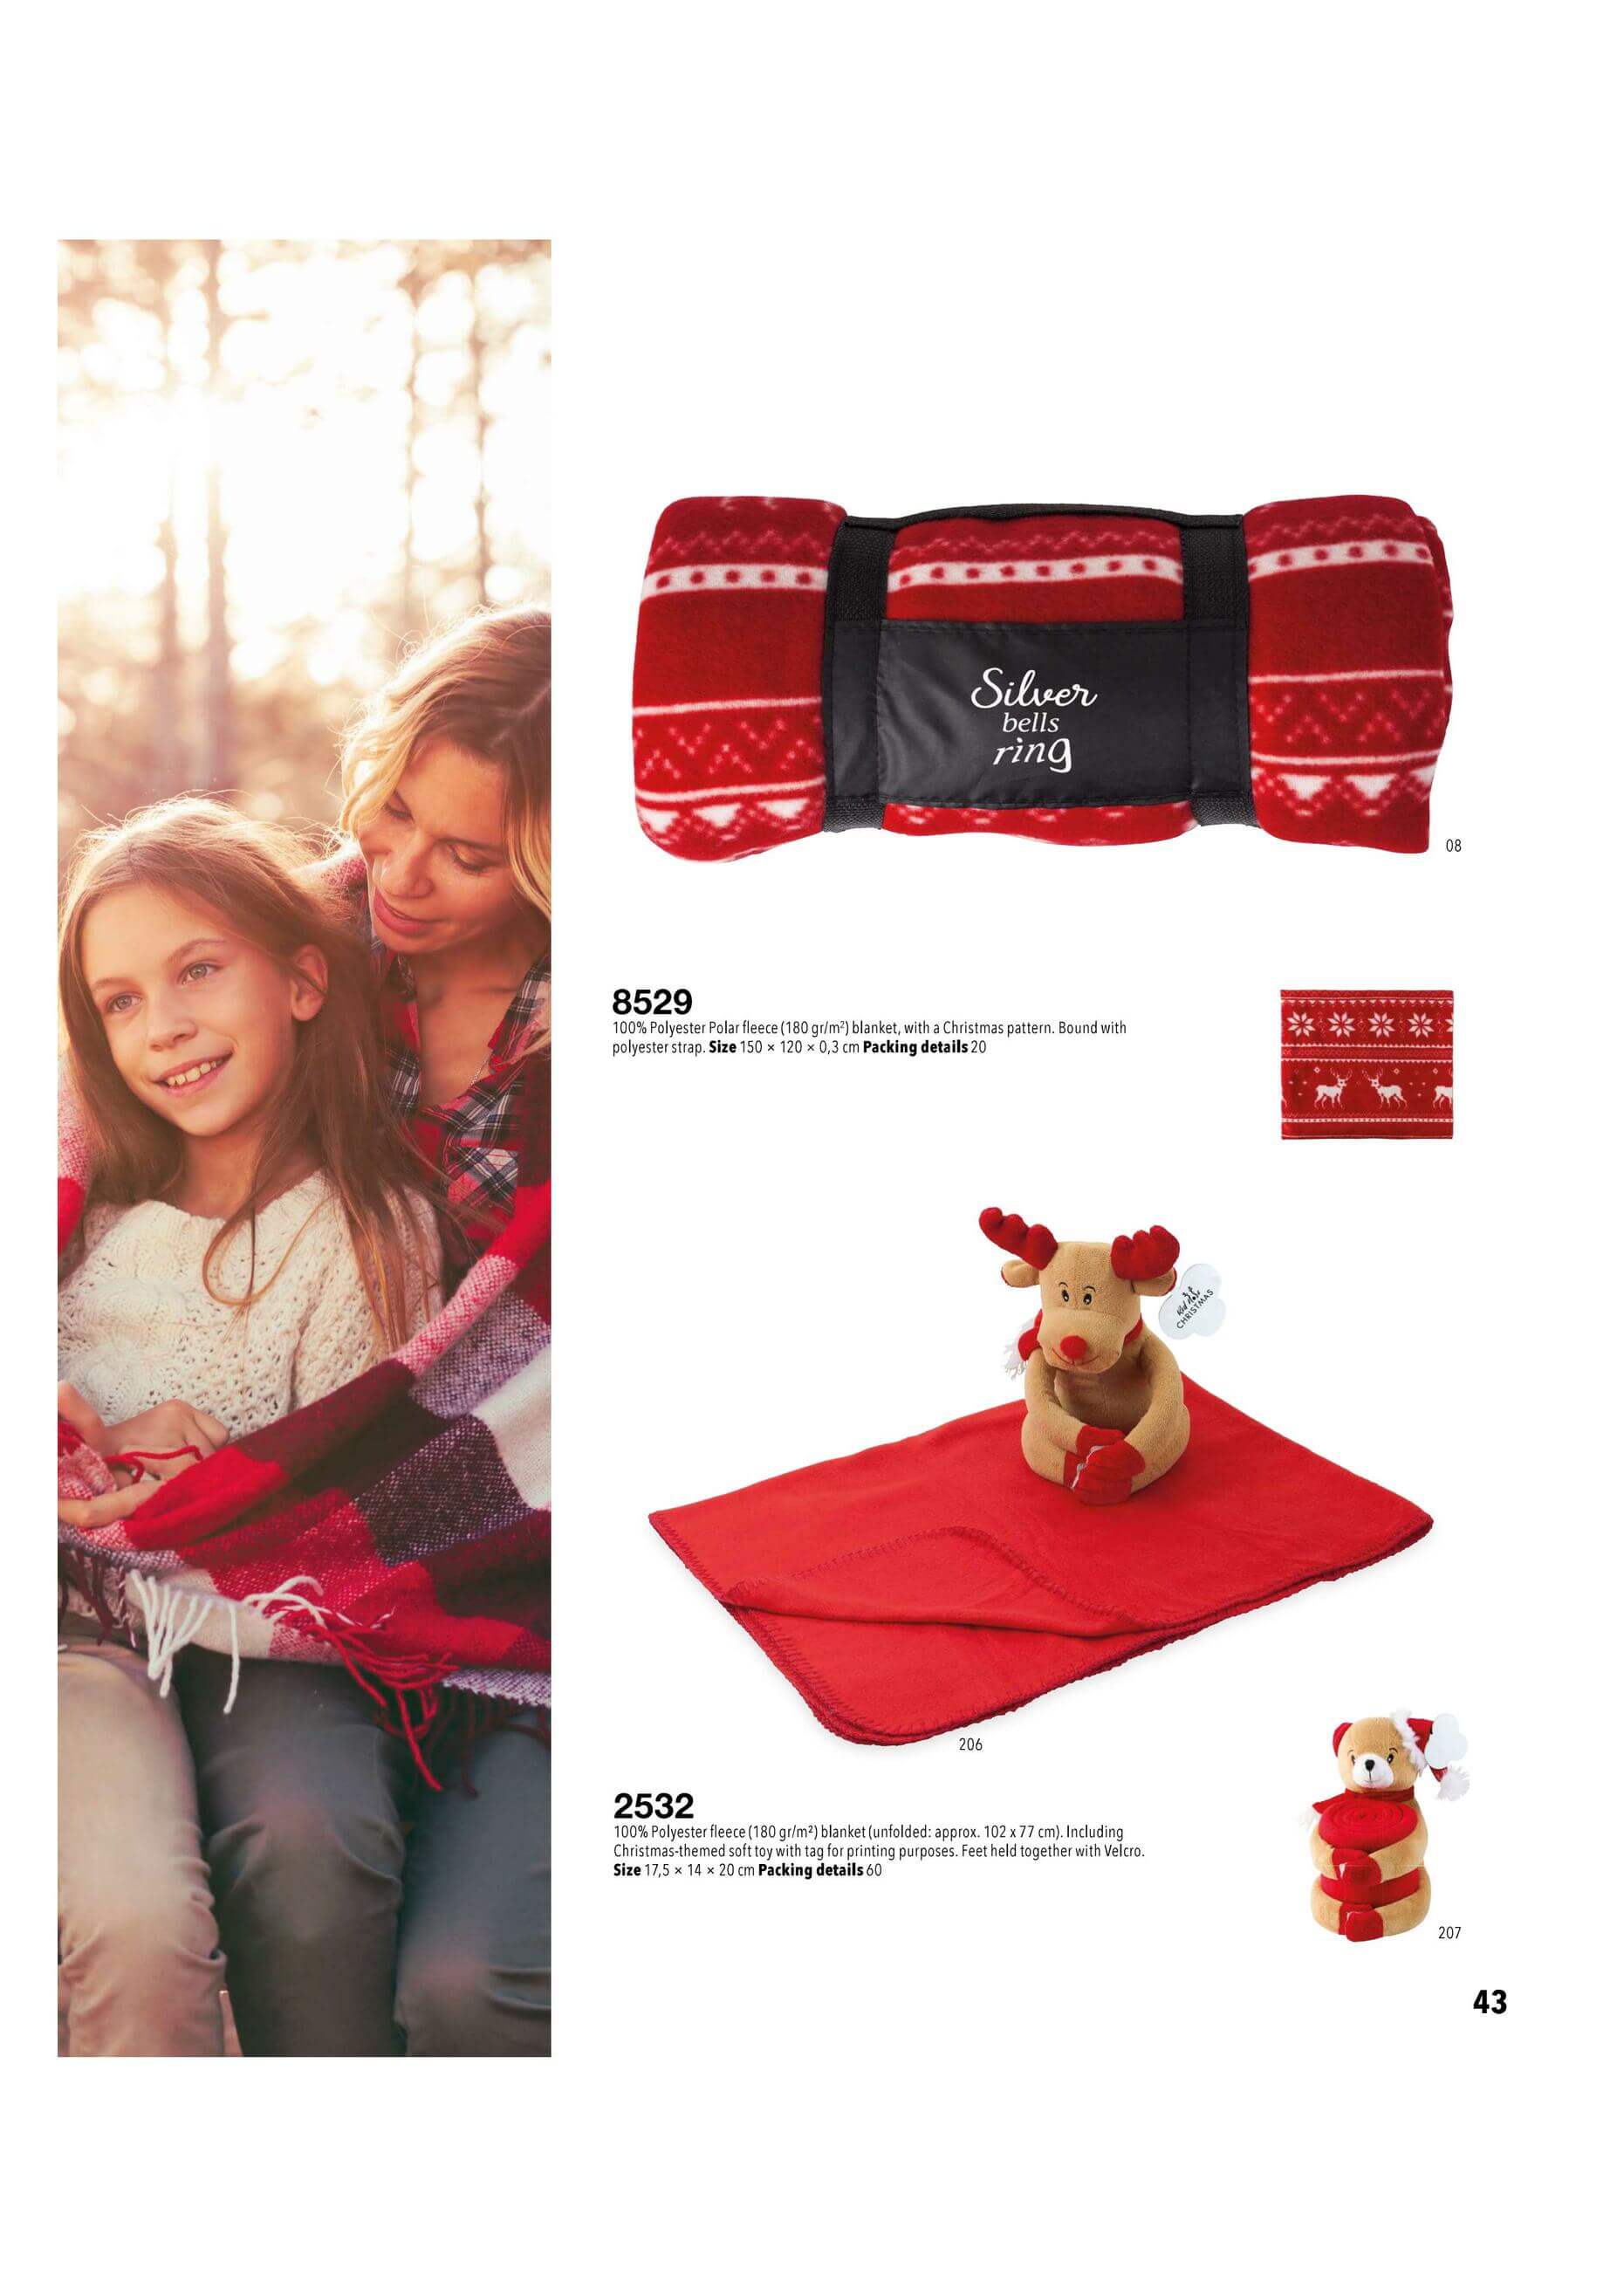 Silver
bells
ring
08
8529
100% Polyester Polar fleece (180 gr/m²) blanket, with a Christmas pattern. Bound with
polyester strap. Size 150 × 120 × 0,3 cm Packing details 20
CHRISTMAS
206
2532
100% Polyester fleece (180 gr/m²) blanket (unfolded: approx. 102 x 77 cm). Including
Christmas-themed soft toy with tag for printing purposes. Feet held together with Velcro.
Size 17,5 × 14 × 20 cm Packing details 60
207
43